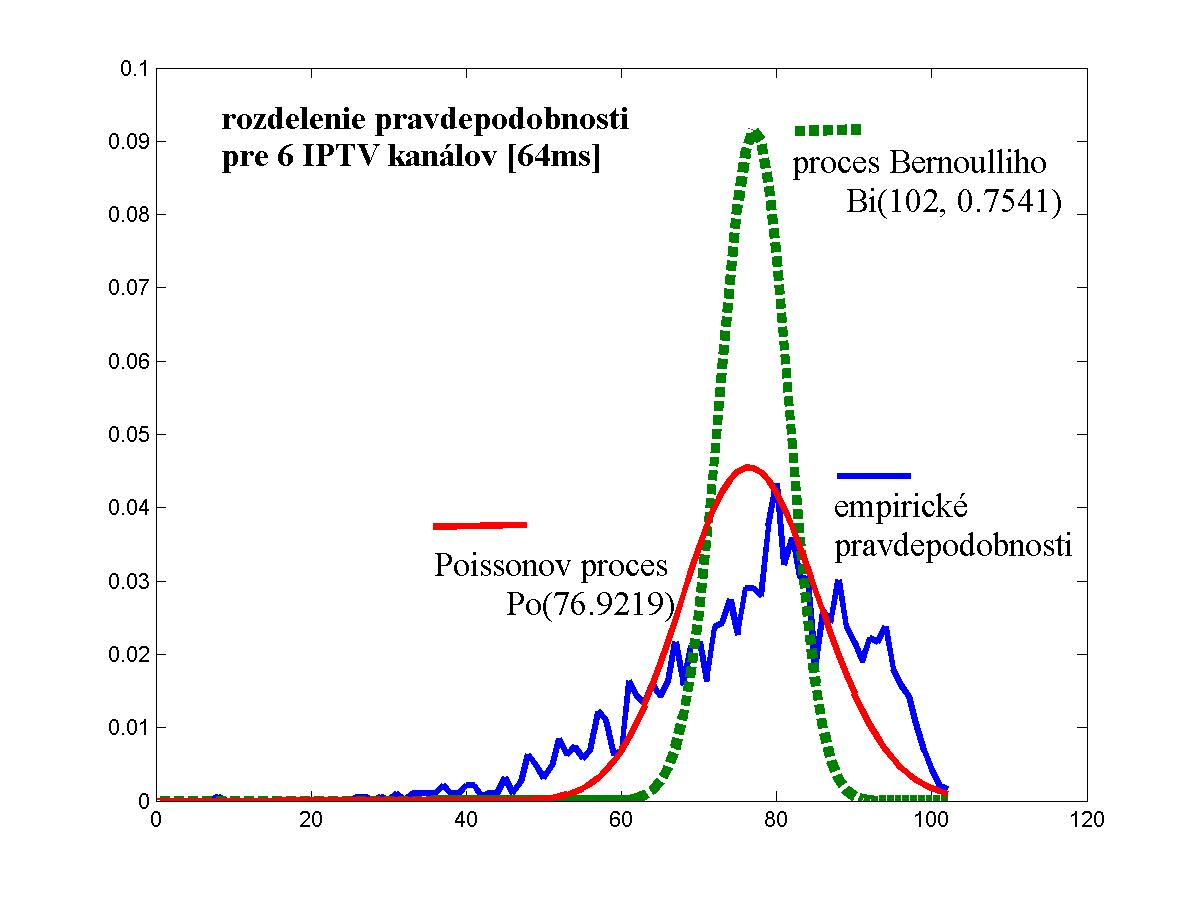 rozdelenie pravdepodobnosti
pre 6 IPTV kanálov [64ms]
proces Bernoulliho
Bi(102, 0.7541)
empirické
pravdepodobnosti
Poissonov proces
Po(76.9219)
0.1
0.09
0.08
0.07
0.06
0.05
0.04
0.03
0.02
0.01
0
0 20 40 60 80 100 120